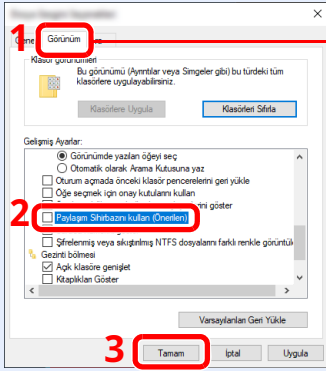 1
Görünüm
Klasör görünümleri
Bu görünümü (Ayrıntılar veya Simgeler gibi) bu türdeki tüm
klasörlere uygulayabilirsiniz.
Klasörlere Uygula
Klasörleri Sıfırla
Gelişmiş Ayarlar:
Görünümde yazılan öğeyi seç
Otomatik olarak Arama Kutusuna yaz
Oturum açmada önceki klasör pencerelerini geri yükle
Öğe seçmek için onay kutularını kullan
göster
2
Paylaşım Sihirbazını kullan (Önerilen)
Şifrelenmiş veya sıkıştırılmış NTFS dosyalarını farklı renkle görüntül
Gezinti bölmesi
Açık klasöre genişlet
Kitaplıkları Göster
Varsayılanları Geri Yükle
3
Tamam
İptal
Uygula